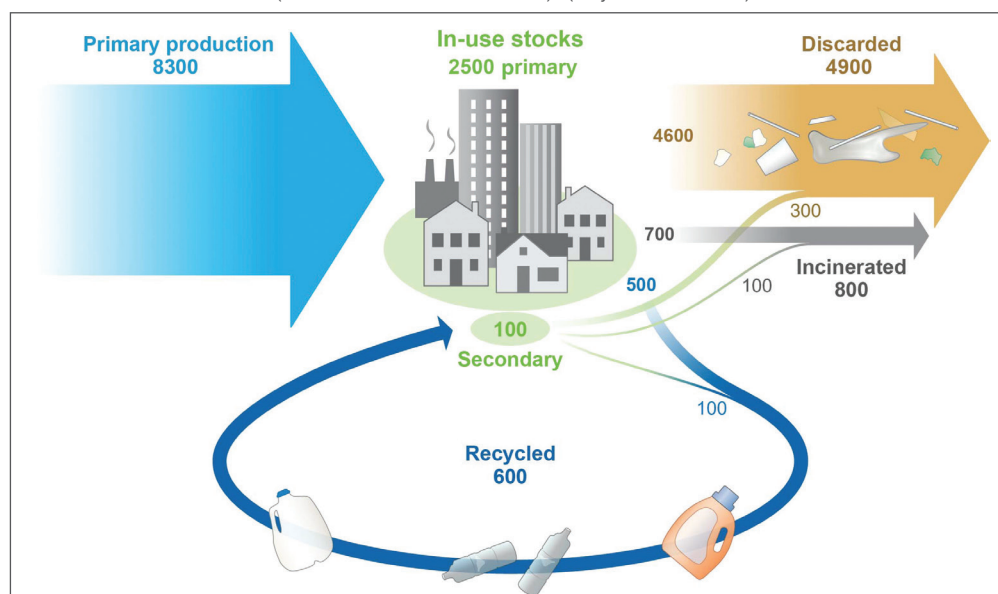 Primary production
8300
In-use stocks
2500 primary
Discarded
4900
4600
300
700
Incinerated
800
500
100
100
Secondary
100
Recycled
600